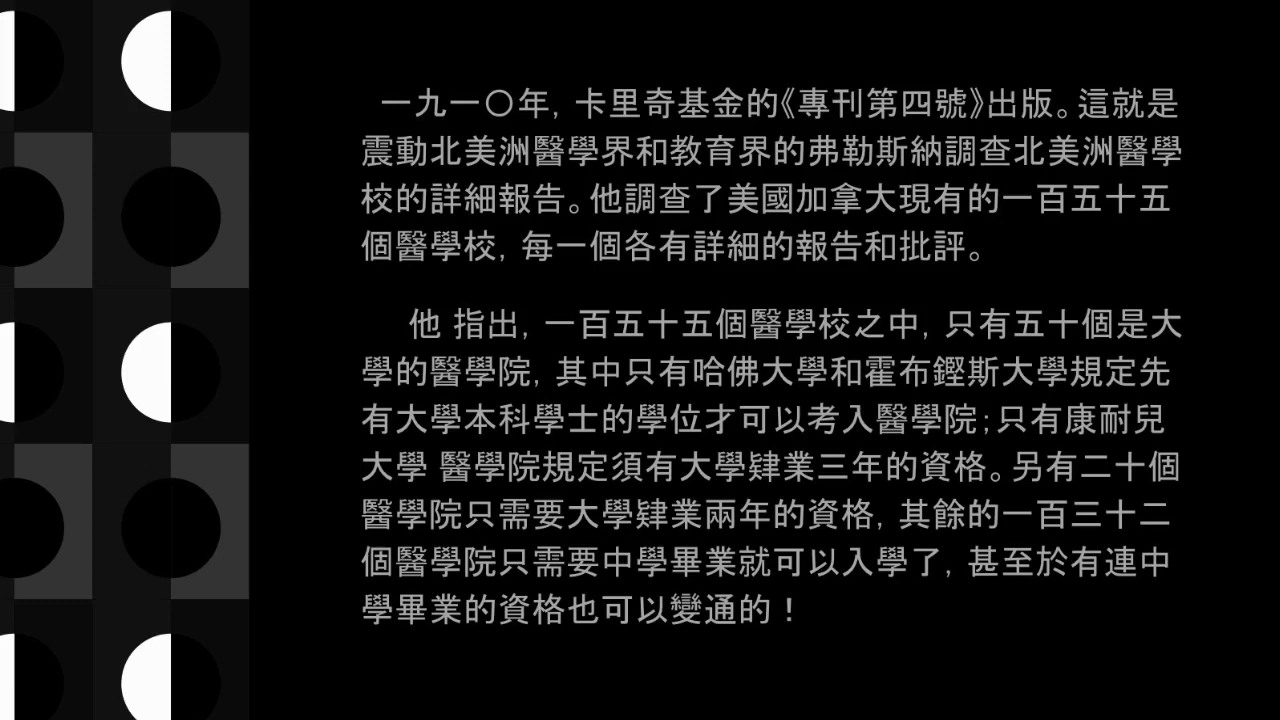 一九一〇年, 卡里奇基金的《專刊第四號》出版。這就是
震動北美洲醫學界和教育界的弗勒斯納調查北美洲醫學
校的詳細報告。他調查了美國加拿大現有的一百五十五
個醫學校, 每一個各有詳細的報告和批評。
他 指出, 一百五十五個醫學校之中, 只有五十個是大
學的醫學院, 其中只有哈佛大學和霍布鏗斯大學規定先
有大學本科學士的學位才可以考入醫學院;只有康耐兒
大學 醫學院規定須有大學肄業三年的資格。另有二十個
醫學院只需要大學肄業兩年的資格, 其餘的一百三十二
個醫學院只需要中學畢業就可以入學了, 甚至於有連中
學畢業的資格也可以變通的！